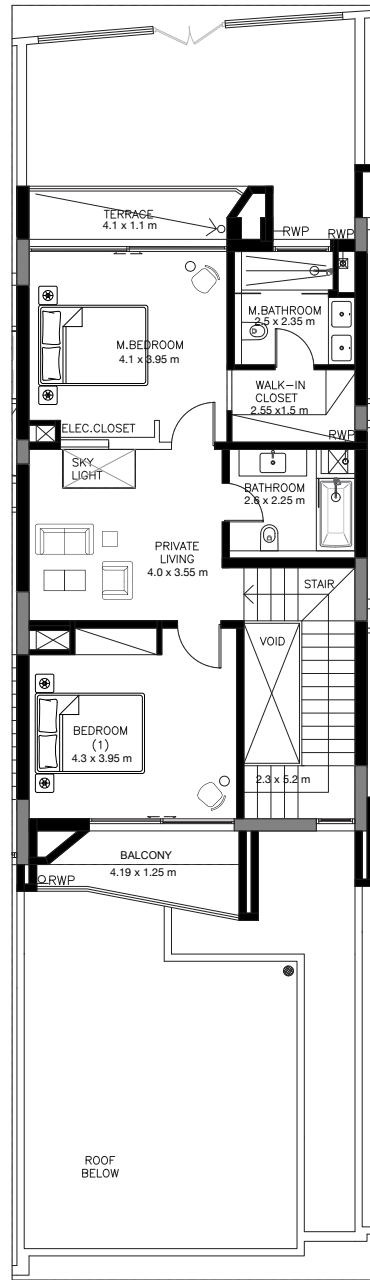 TERRACE
4.1 x 1.1 m
RWP
RWP
M.BATHROOM
2.5 x 2.35 m
M.BEDROOM
4.1 x 3.95 m
WALK-IN
CLOSET
2.55 x1.5 m
ELEC.CLOSET
RWP
SKY
LIGHT
BATHROOM
2.6 x 2.25 m
PRIVATE
LIVING
4.0 x 3.55 m
STAIR
VOID
BEDROOM
(1)
4.3 x 3.95 m
2.3 x 5.2 m
BALCONY
4.19 x 1.25 m
RWP
ROOF
BELOW